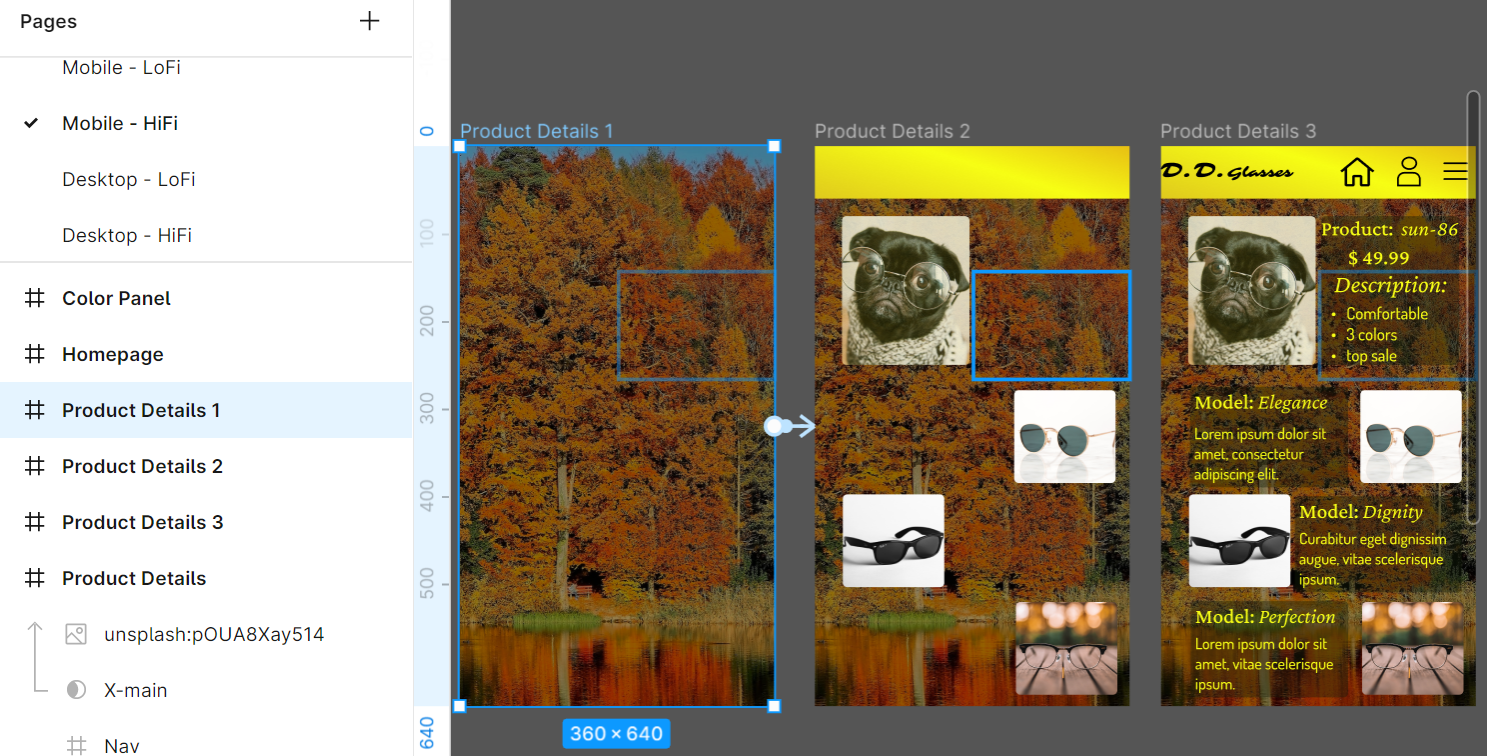 Pages
Mobile - LoFi
Mobile - HiFi
Desktop - LoFi
Desktop - HiFi
Color Panel
Homepage
Product Details 1
Product Details 2
Product Details 3
Product Details
unsplash:pOUA8Xay514
X-main
Nav
0
100
200
300
400
500
640
Product Details 1
360 × 640
Product Details 2
Product Details 3
D.D.Glasses
Product: sun-86
$ 49.99
Description:
• Comfortable
• 3 colors
• top sale
Model: Elegance
Lorem ipsum dolor sit
amet, consectetur
adipiscing elit.
Model: Dignity
Curabitur eget dignissim
augue, vitae scelerisque
ipsum.
Model: Perfection
Lorem ipsum dolor sit
amet, vitae scelerisque
ipsum.